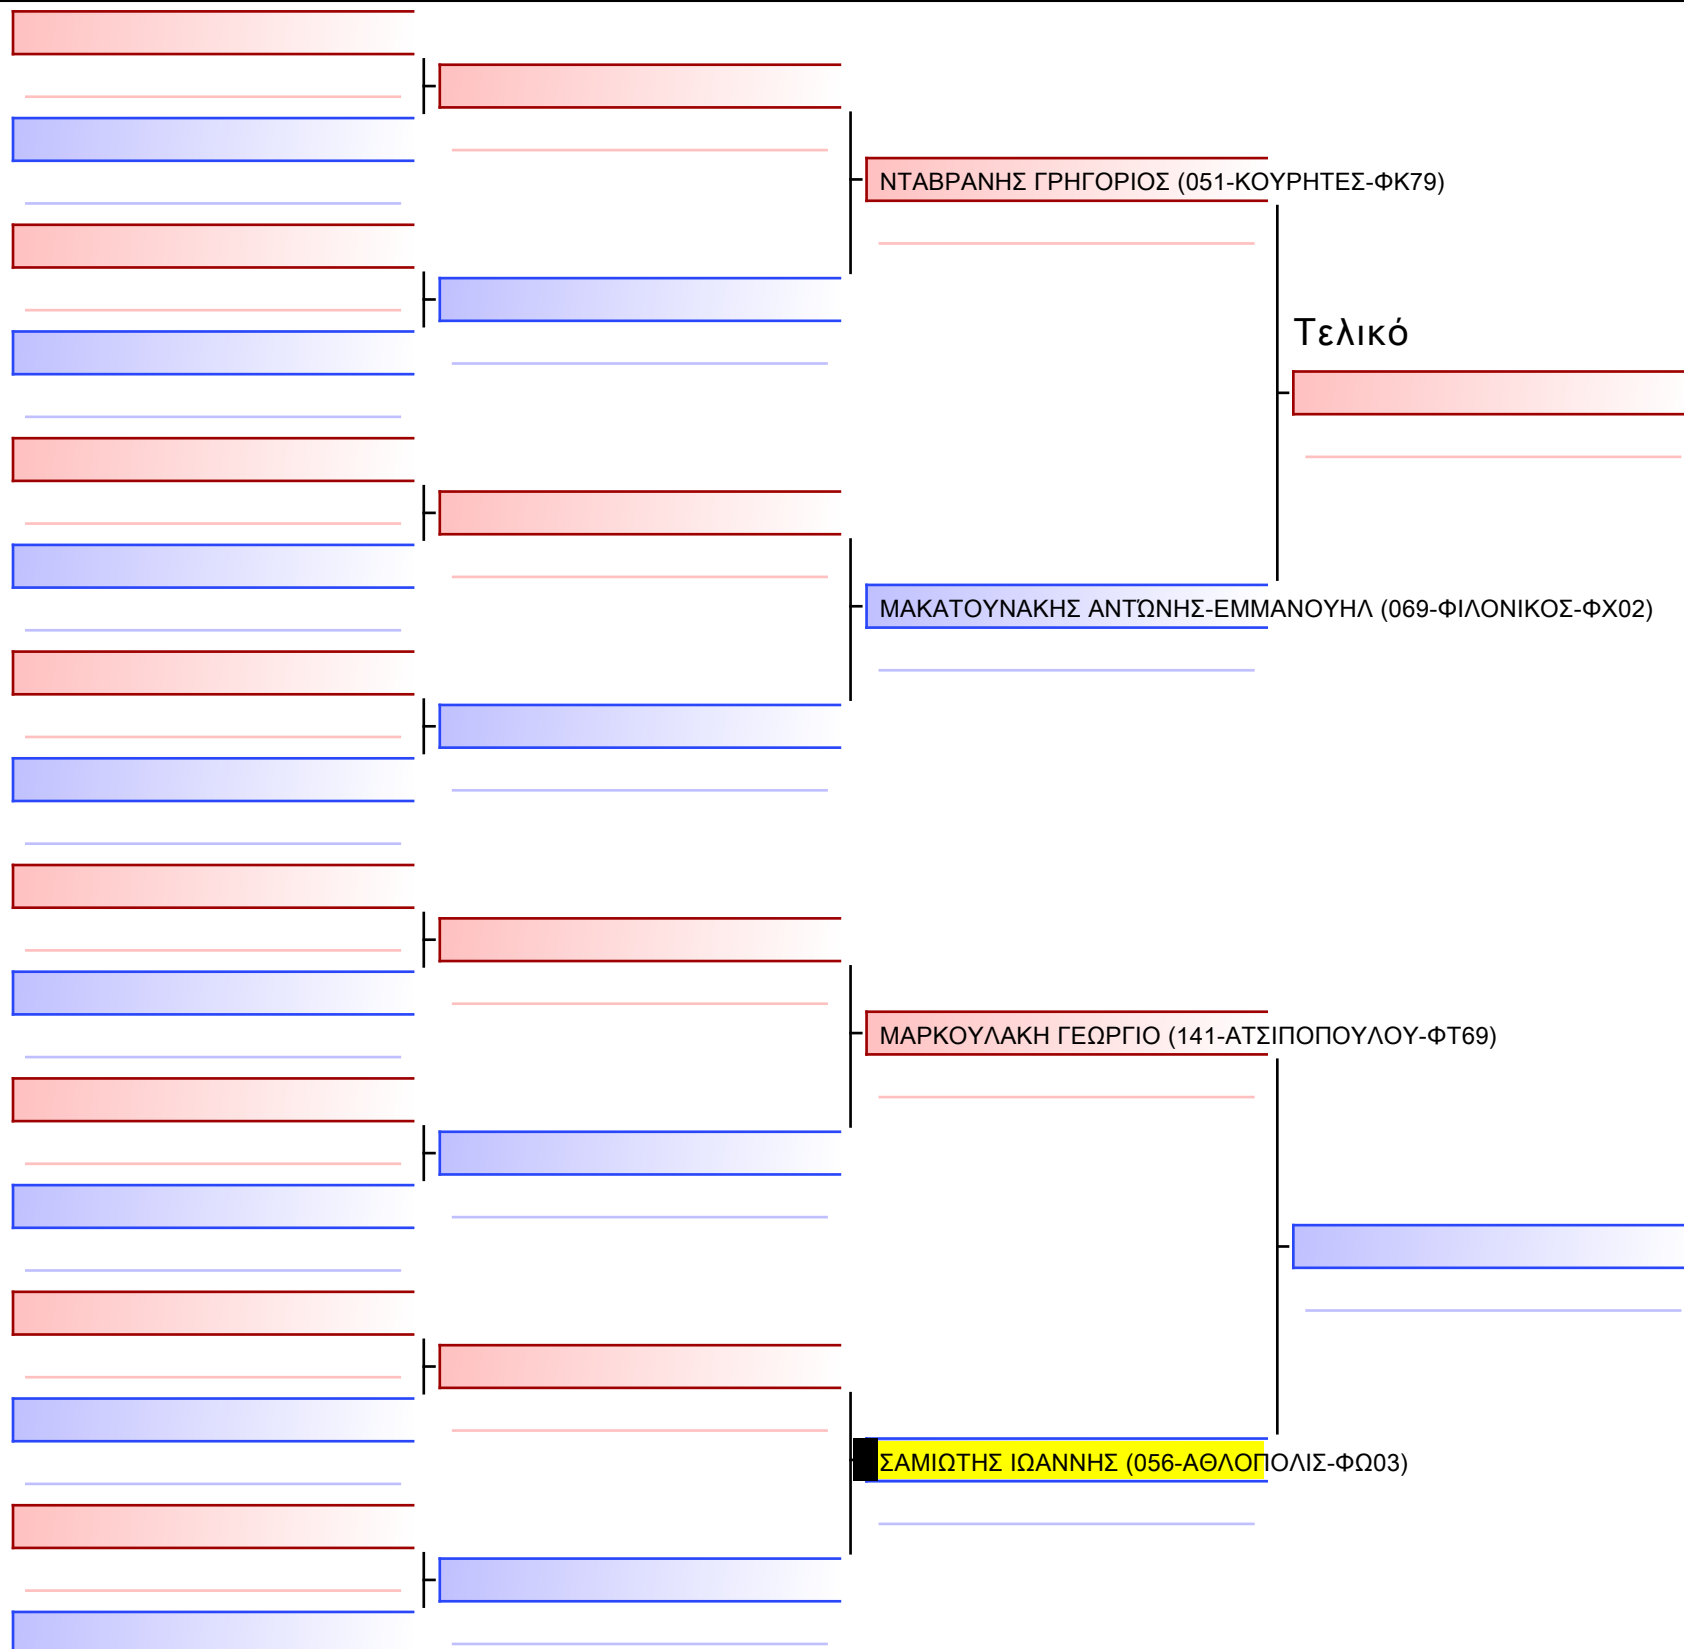 ΝΤΑΒΡΑΝΗΣ ΓΡΗΓΟΡΙΟΣ (051-ΚΟΥΡΗΤΕΣ-ΦΚ79)
Τελικό
ΜΑΚΑΤΟΥΝΑΚΗΣ ΑΝΤΏΝΗΣ-ΕΜΜΑΝΟΥΗΛ (069-ΦΙΛΟΝΙΚΟΣ-ΦΧ02)
ΜΑΡΚΟΥΛΑΚΗ ΓΕΩΡΓΙΟ (141-ΑΤΣΙΠΟΠΟΥΛΟΥ-ΦΤ69)
ΣΑΜΙΩΤΗΣ ΙΩΑΝΝΗΣ (056-ΑΘΛΟΠΟΛΙΣ-ΦΩ03)